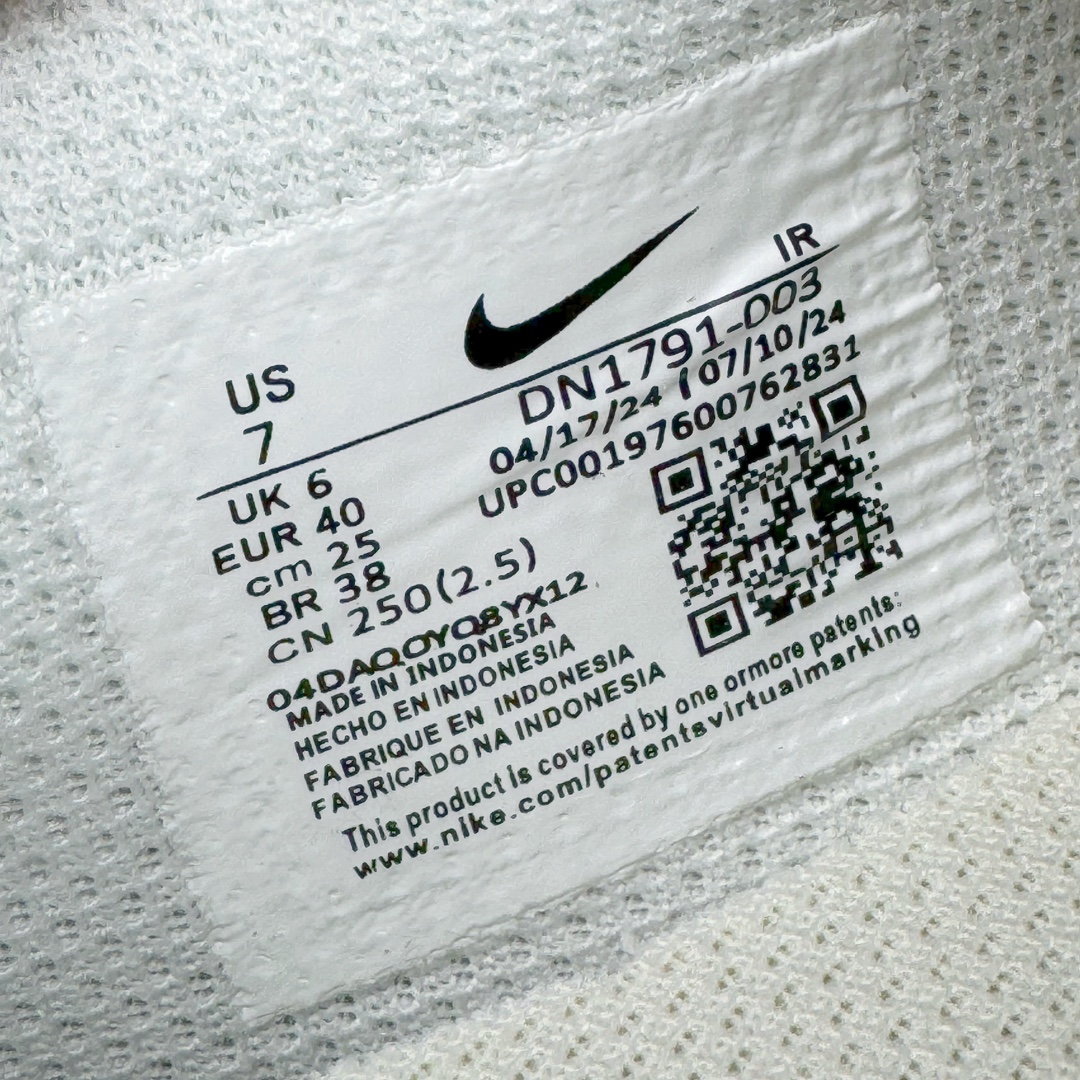 IR
US
7
DN1791-003
04/17/24 | 07/10/24
UPC00197600762831
UK 6
EUR 40
cm 25
BR 38
CN 250(2.5)
04DAQ0YQ8YX12
MADE IN INDONESIA
HECHO EN INDONESIA
FABRIQUE EN INDONESIA
FABRICADO NA INDONESIA
This product is covered by one ormore patents:
www.nike.com/patentsvirtualmarking